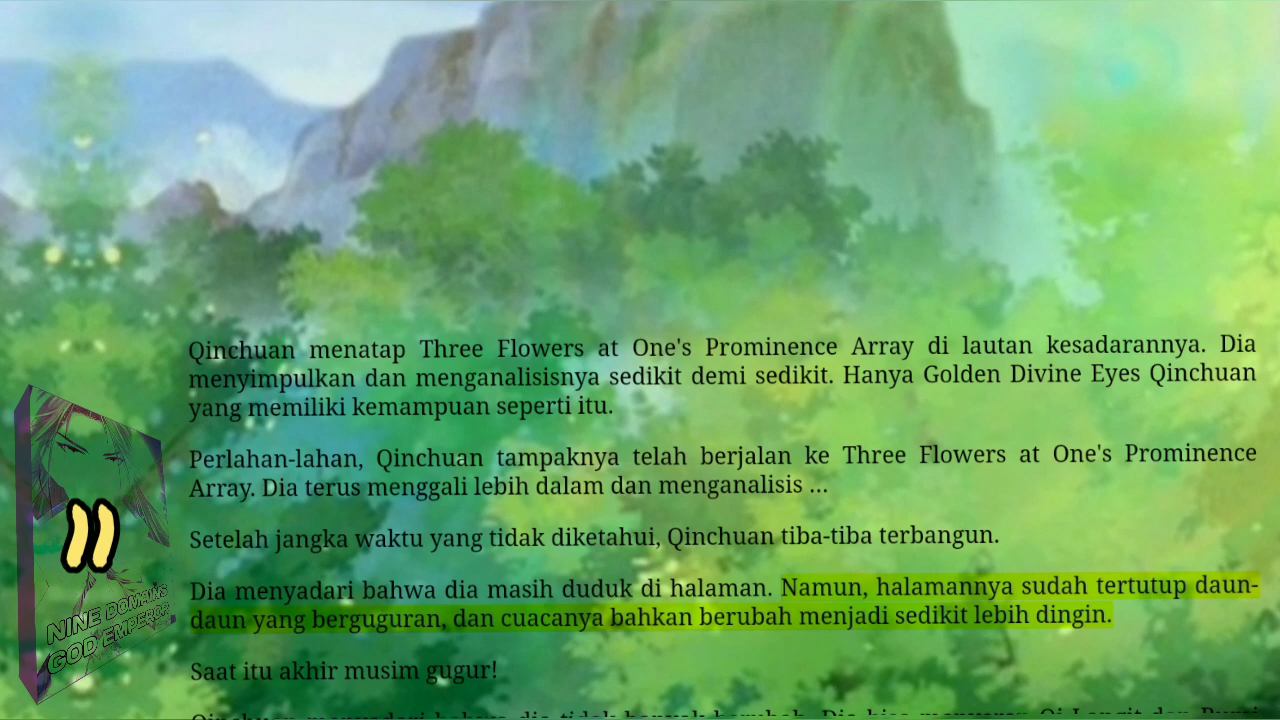 Qinchuan menatap Three Flowers at One's Prominence Array di lautan kesadarannya. Dia
menyimpulkan dan menganalisisnya sedikit demi sedikit. Hanya Golden Divine Eyes Qinchuan
yang memiliki kemampuan seperti itu.
Perlahan-lahan, Qinchuan tampaknya telah berjalan ke Three Flowers at One's Prominence
Array. Dia terus menggali lebih dalam dan menganalisis ...
Setelah jangka waktu yang tidak diketahui, Qinchuan tiba-tiba terbangun.
Dia menyadari bahwa dia masih duduk di halaman. Namun, halamannya sudah tertutup daun-
daun yang berguguran, dan cuacanya bahkan berubah menjadi sedikit lebih dingin.
Saat itu akhir musim gugur!
NINE DOMAINS
GOD EMPEROR